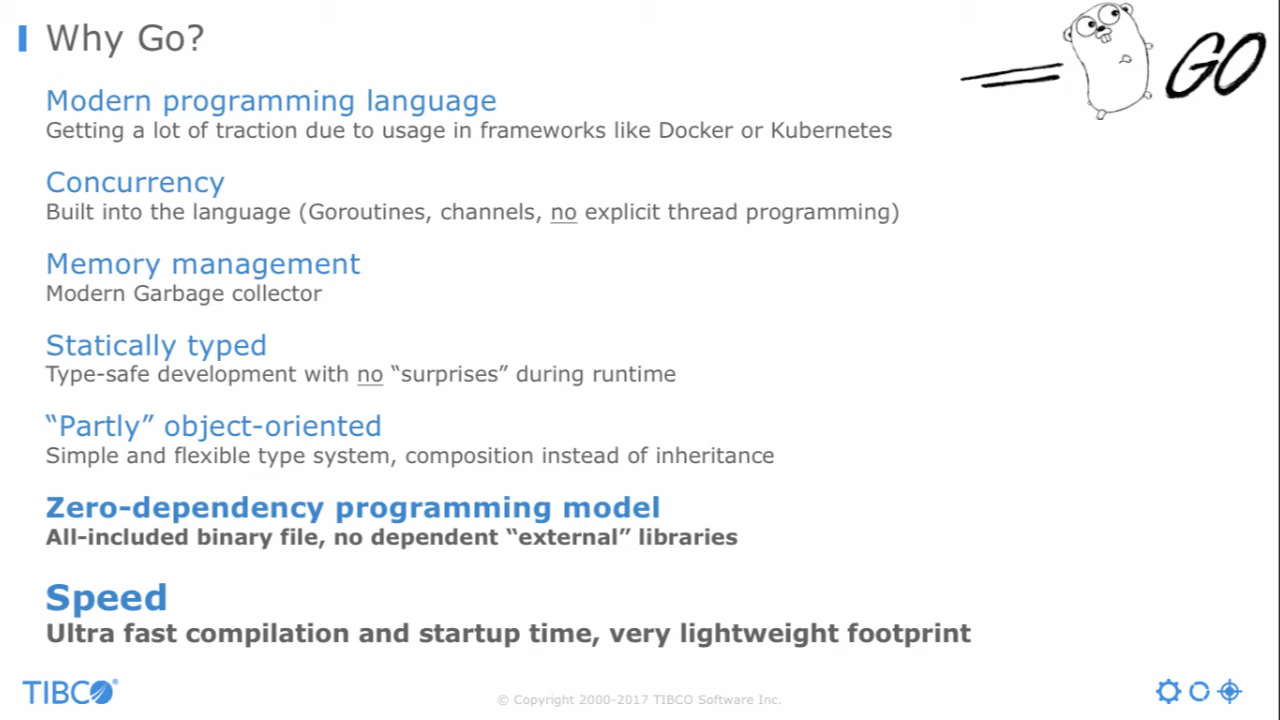 Why Go?
GO
Modern programming language
Getting a lot of traction due to usage in frameworks like Docker or Kubernetes
Concurrency
Built into the language (Goroutines, channels, no explicit thread programming)
Memory management
Modern Garbage collector
Statically typed
Type-safe development with no “surprises” during runtime
“Partly” object-oriented
Simple and flexible type system, composition instead of inheritance
Zero-dependency programming model
All-included binary file, no dependent “external” libraries
Speed
Ultra fast compilation and startup time, very lightweight footprint
TIBCO®
© Copyright 2000-2017 TIBCO Software Inc.